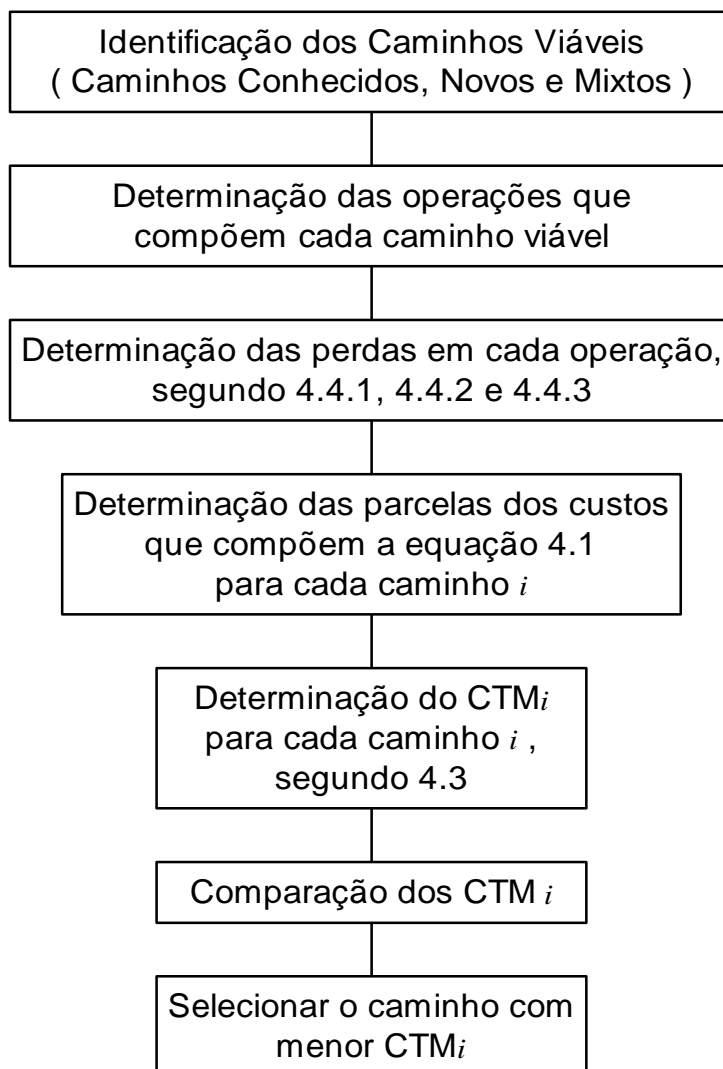 Identificação dos Caminhos Viáveis
( Caminhos Conhecidos, Novos e Mixtos )
Determinação das operações que
compõem cada caminho viável
Determinação das perdas em cada operação,
segundo 4.4.1, 4.4.2 e 4.4.3
Determinação das parcelas dos custos
que compõem a equação 4.1
para cada caminho i
Determinação do CTMi
para cada caminho i ,
segundo 4.3
Comparação dos CTM i
Selecionar o caminho com
menor CTMi